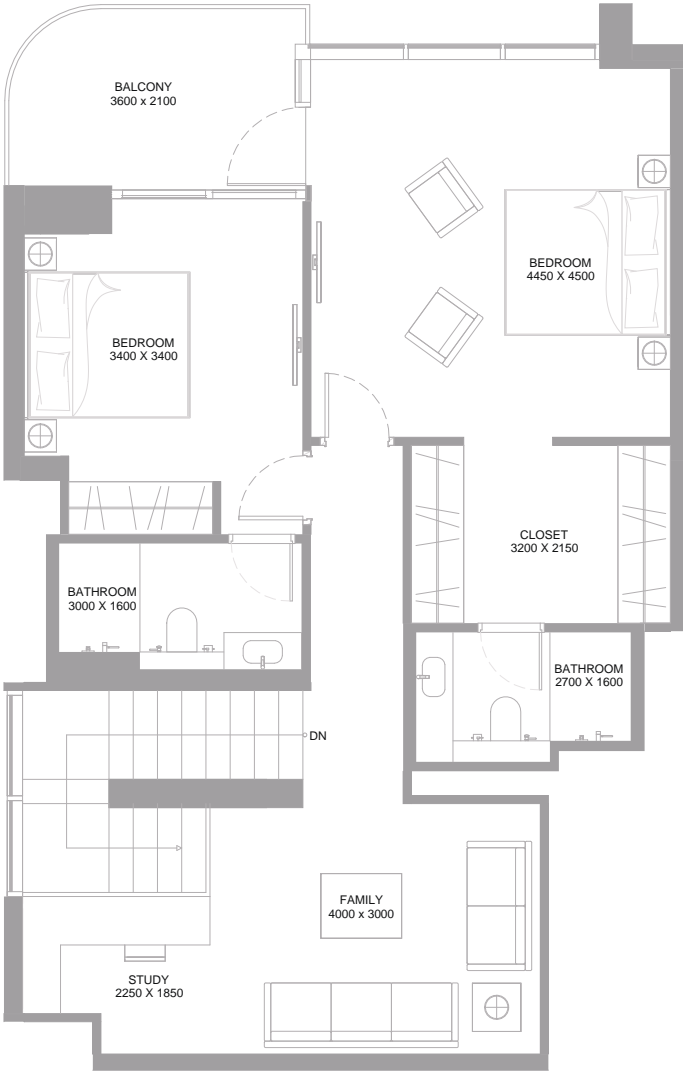 BALCONY
3600 x 2100
BEDROOM
4450 X 4500
BEDROOM
3400 X 3400
CLOSET
3200 X 2150
BATHROOM
3000 X 1600
BATHROOM
2700 X 1600
DN
FAMILY
4000 x 3000
STUDY
2250 X 1850